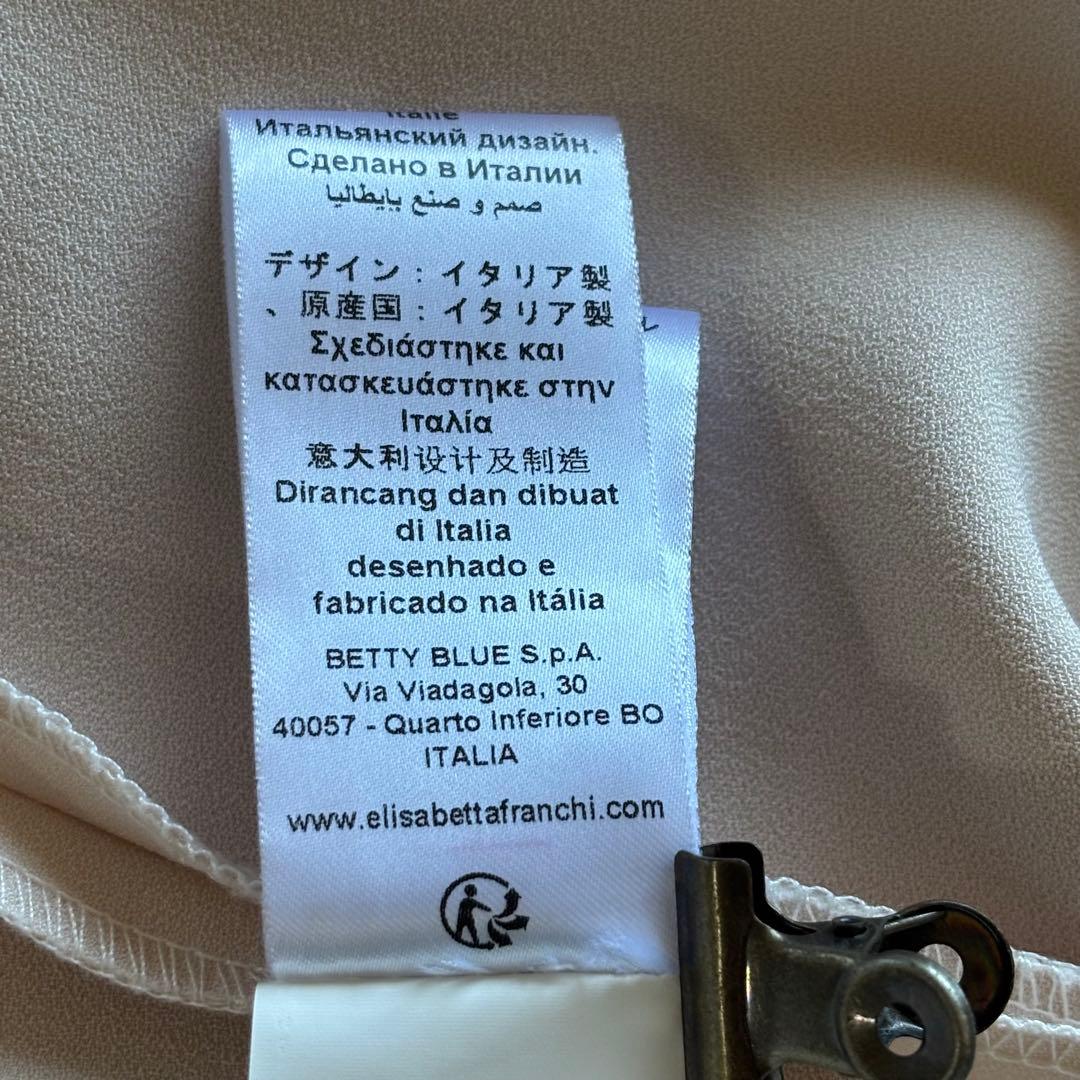 Italie
Итальянский дизайн.
Сделано в Италии
صمم و صنع بإيطاليا
デザイン：イタリア製
、原産国：イタリア製
Σχεδιάστηκε και
κατασκευάστηκε στην
Ιταλία
意大利设计及制造
Dirancang dan dibuat
di Italia
desenhado e
fabricado na Itália
BETTY BLUE S.p.A.
Via Viadagola, 30
40057 - Quarto Inferiore BO
ITALIA
www.elisabettafranchi.com